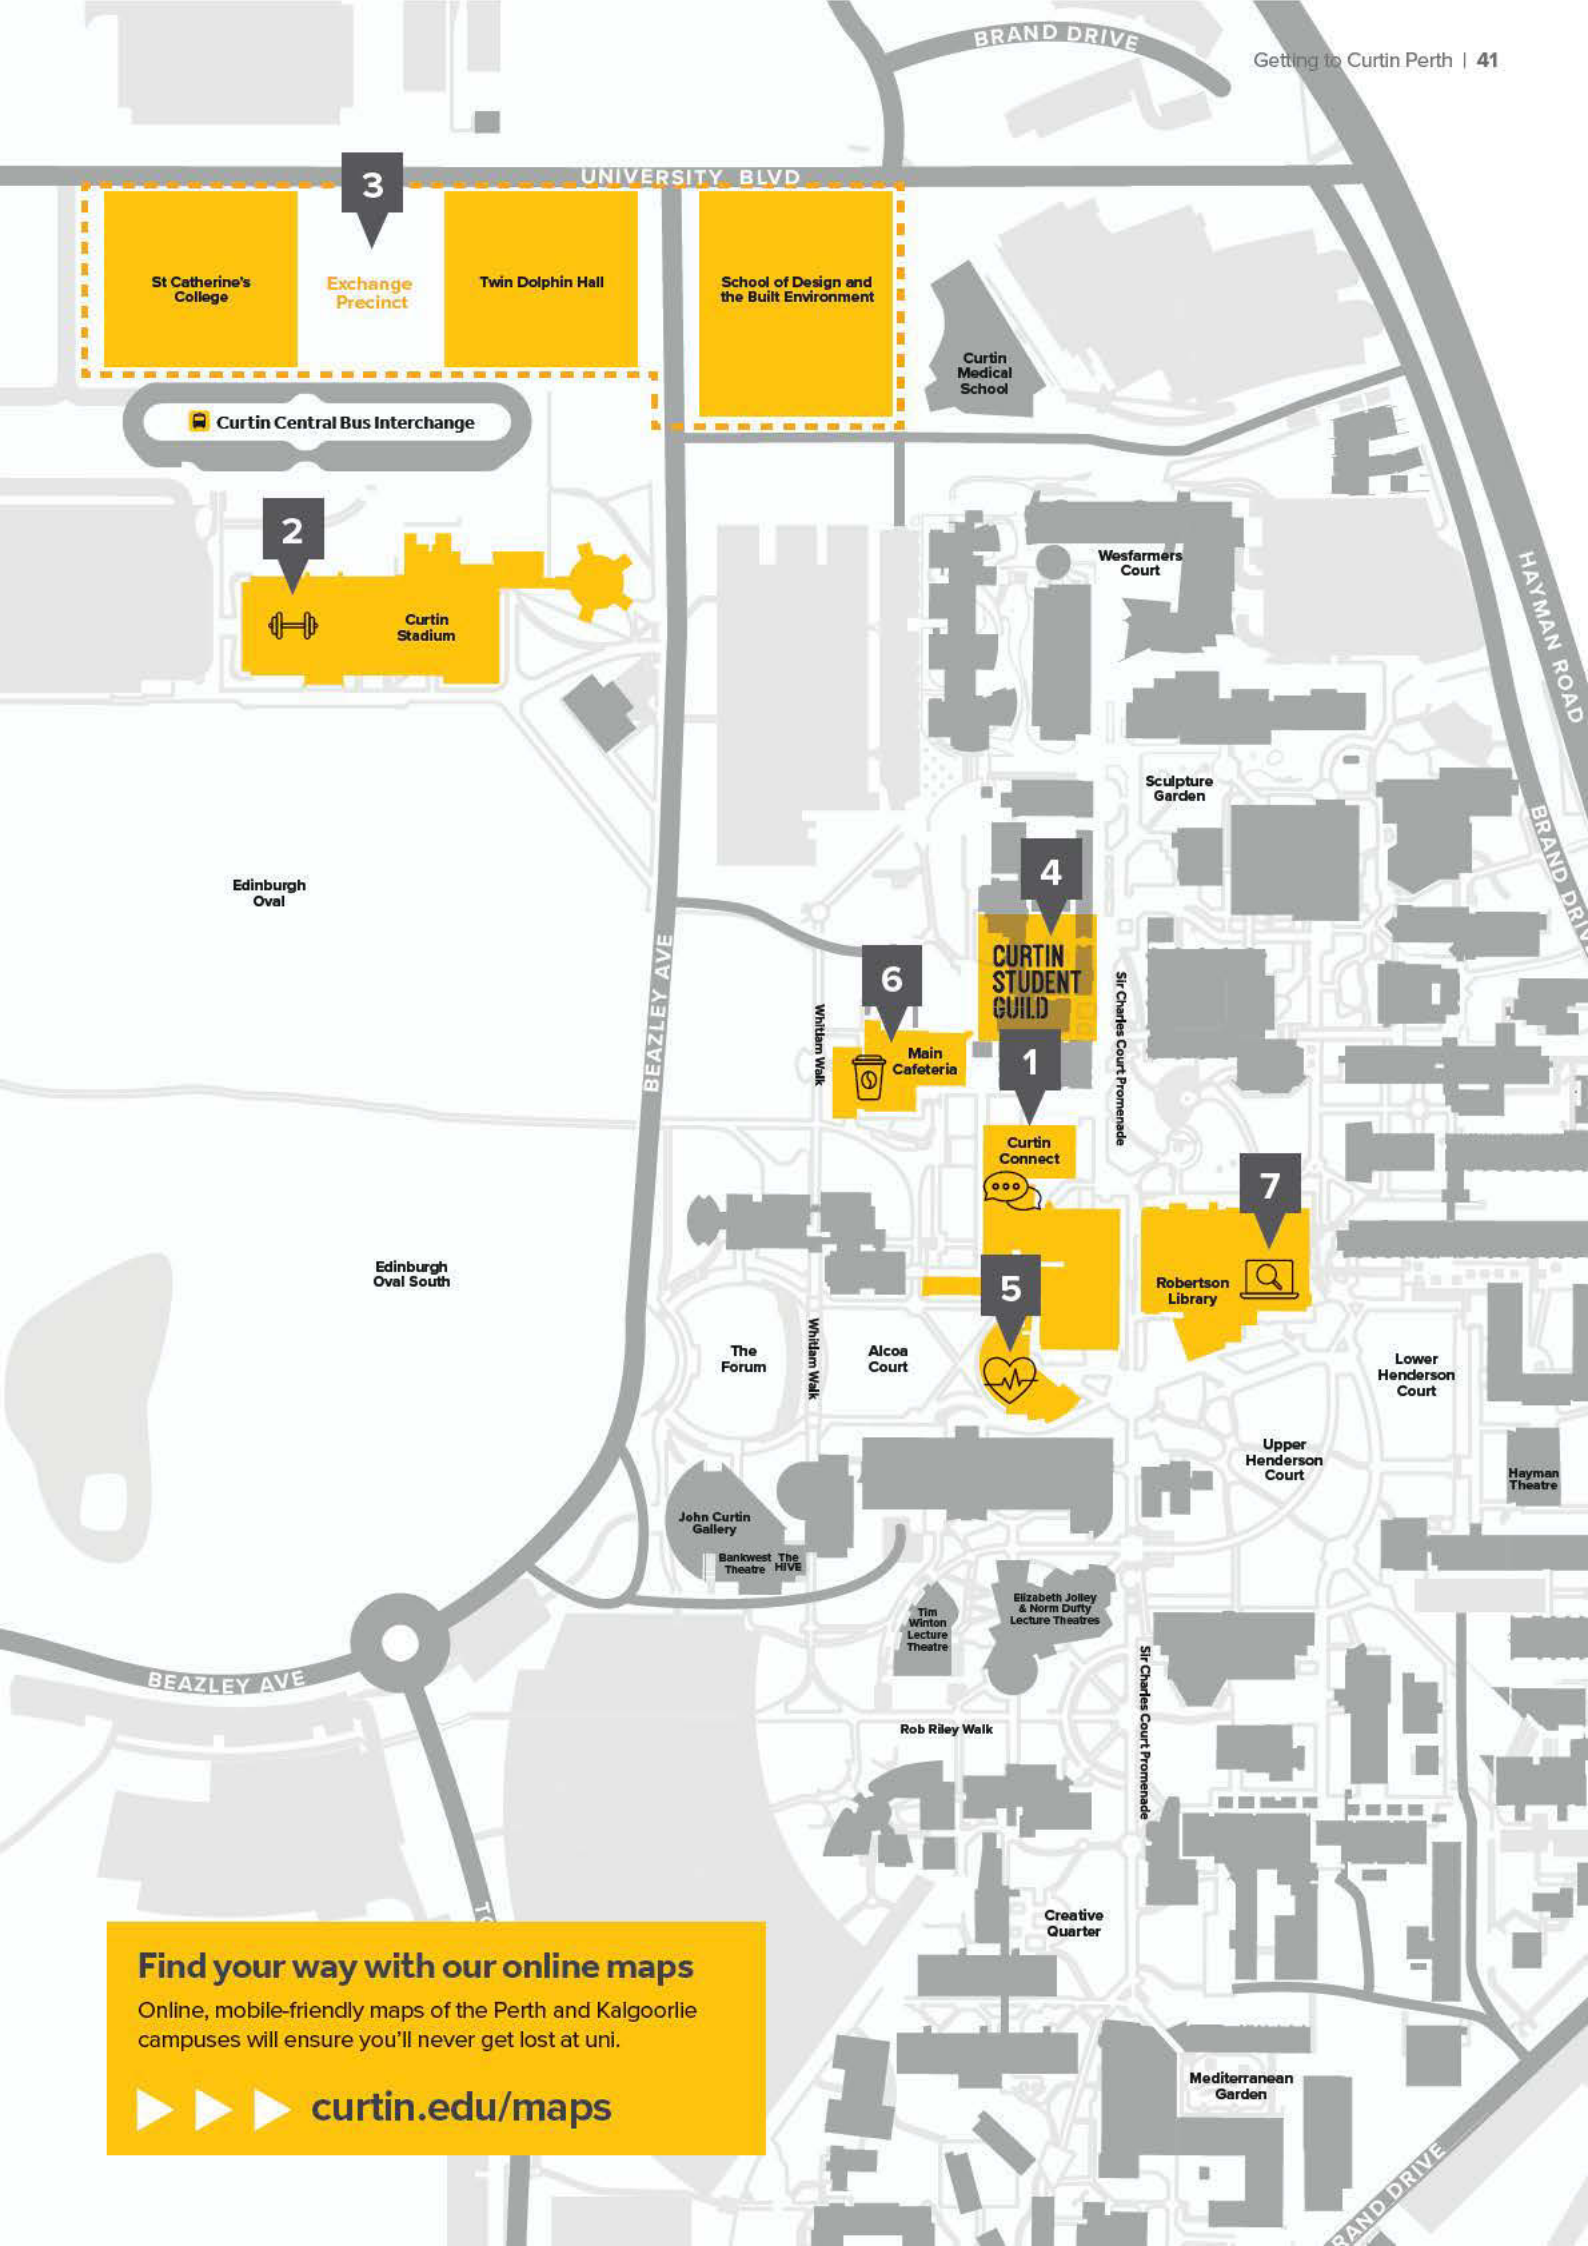 BRAND DRIVE
Getting to Curtin Perth | 41
UNIVERSITY BLVD
3
St Catherine's
College
Exchange
Precinct
Twin Dolphin Hall
School of Design and
the Built Environment
Curtin
Medical
School
Curtin Central Bus Interchange
2
Curtin
Stadium
Wesfarmers
Court
HAYMAN ROAD
Sculpture
Garden
BRAND DRIVE
Edinburgh
Oval
4
CURTIN
STUDENT
GUILD
6
Main
Cafeteria
BEAZLEY AVE
Whitlam Walk
Sir Charles Court Promenade
1
Curtin
Connect
7
Robertson
Library
5
Edinburgh
Oval South
The
Forum
Whitlam Walk
Alcoa
Court
Lower
Henderson
Court
Upper
Henderson
Court
Hayman
Theatre
John Curtin
Gallery
Bankwest
Theatre
The
HIVE
Tim
Winton
Lecture
Theatre
Elizabeth Jolley
& Norm Dufty
Lecture Theatres
BEAZLEY AVE
Sir Charles Court Promenade
Rob Riley Walk
Creative
Quarter
Find your way with our online maps
Online, mobile-friendly maps of the Perth and Kalgoorlie
campuses will ensure you'll never get lost at uni.
curtin.edu/maps
Mediterranean
Garden
RAND DRIVE